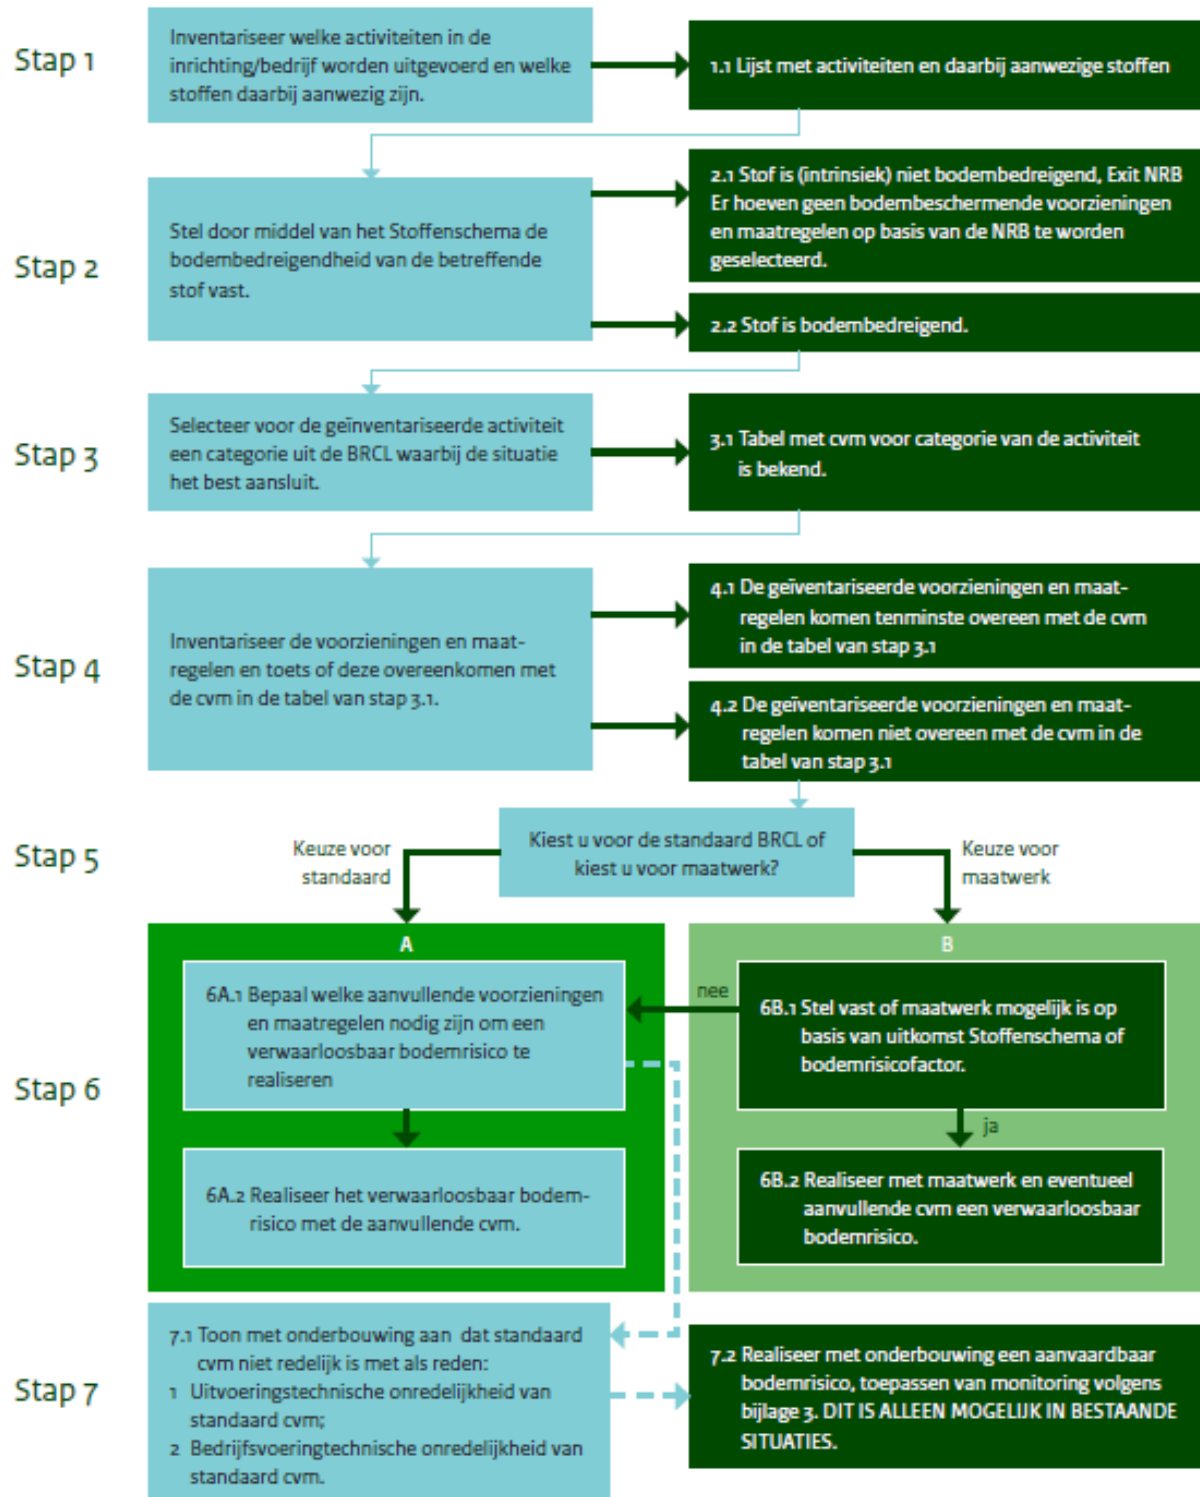 Stap 1
Inventariseer welke activiteiten in de
inrichting/bedrijf worden uitgevoerd en welke
stoffen daarbij aanwezig zijn.
1.1 Lijst met activiteiten en daarbij aanwezige stoffen
Stap 2
Stel door middel van het Stoffenschema de
bodembedreigendheid van de betreffende
stof vast.
2.1 Stof is (intrinsiek) niet bodembedreigend, Exit NRB
Er hoeven geen bodembeschermende voorzieningen
en maatregelen op basis van de NRB te worden
geselecteerd.
2.2 Stof is bodembedreigend.
Stap 3
Selecteer voor de geïnventariseerde activiteit
een categorie uit de BRCL waarbij de situatie
het best aansluit.
3.1 Tabel met cvm voor categorie van de activiteit
is bekend.
Stap 4
Inventariseer de voorzieningen en maat-
regelen en toets of deze overeenkomen met
de cvm in de tabel van stap 3.1.
4.1 De geïventariseerde voorzieningen en maat-
regelen komen tenminste overeen met de cvm
in de tabel van stap 3.1
4.2 De geïventariseerde voorzieningen en maat-
regelen komen niet overeen met de cvm in de
tabel van stap 3.1
Stap 5
Keuze voor
standaard
Kiest u voor de standaard BRCL of
kiest u voor maatwerk?
Keuze voor
maatwerk
Stap 6
A
6A.1 Bepaal welke aanvullende voorzieningen
en maatregelen nodig zijn om een
verwaarloosbaar bodemrisico te
realiseren
6A.2 Realiseer het verwaarloosbaar bodem-
risico met de aanvullende cvm.
nee
B
6B.1 Stel vast of maatwerk mogelijk is op
basis van uitkomst Stoffenschema of
bodemrisicofactor.
ja
6B.2 Realiseer met maatwerk en eventueel
aanvullende cvm een verwaarloosbaar
bodemrisico.
Stap 7
7.1 Toon met onderbouwing aan dat standaard
cvm niet redelijk is met als reden:
1 Uitvoeringstechnische onredelijkheid van
standaard cvm;
2 Bedrijfsvoeringtechnische onredelijkheid van
standaard cvm.
7.2 Realiseer met onderbouwing een aanvaardbaar
bodemrisico, toepassen van monitoring volgens
bijlage 3. DIT IS ALLEEN MOGELIJK IN BESTAANDE
SITUATIES.